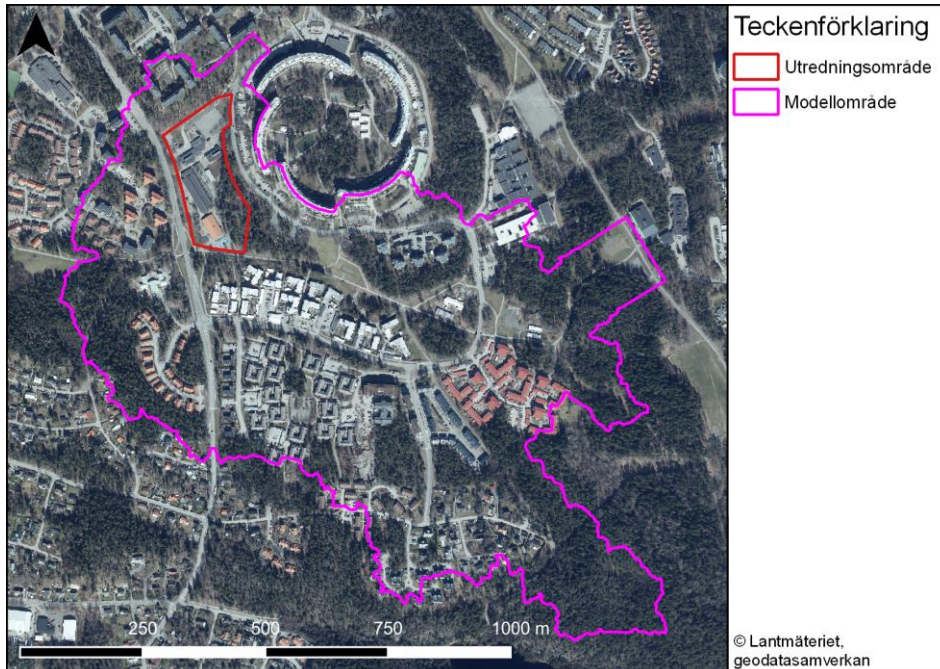 Teckenförklaring
Utredningsområde
Modellområde
250 500 750 1000 m
© Lantmäteriet,
geodatasamverkan